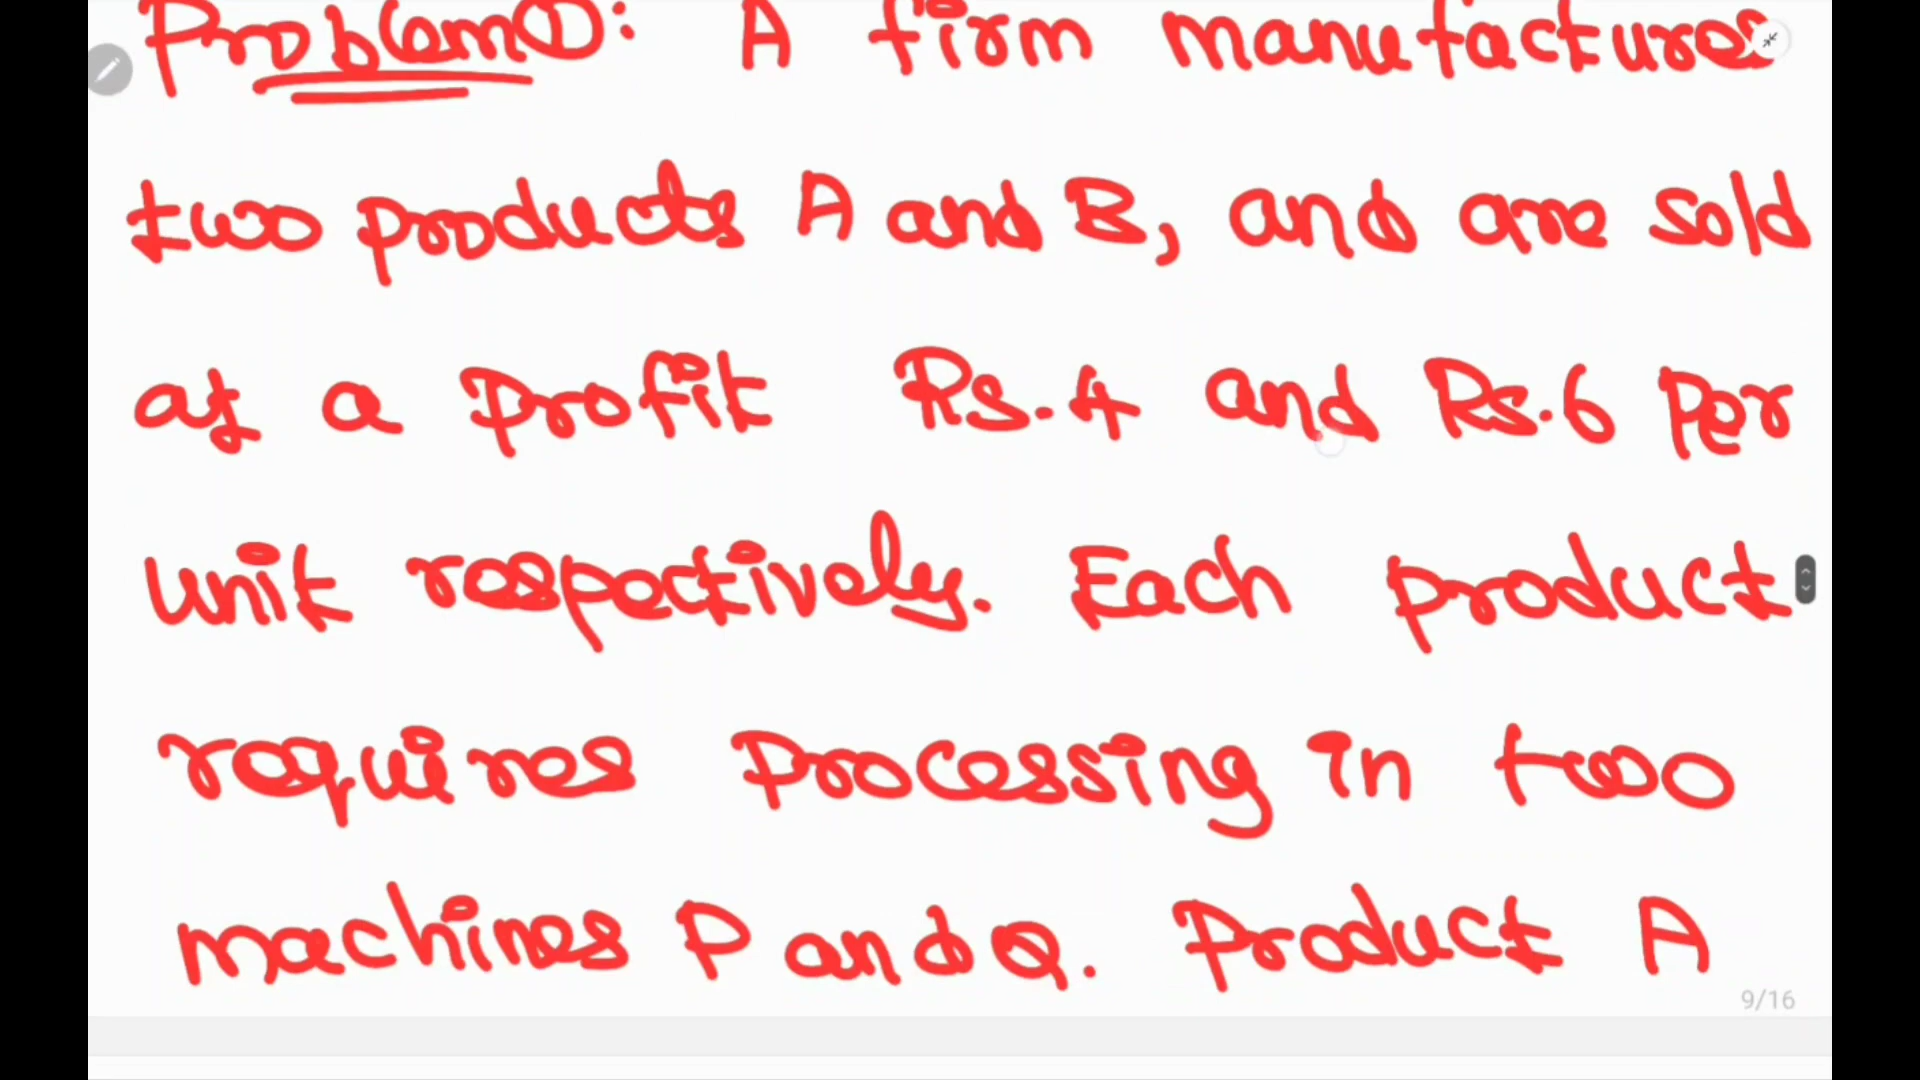 Problem①: A firm manufactures
two products A and B, and are sold
at a profit Rs.4 and Rs.6 per
unit respectively. Each product
requires processing in two
machines P and Q. Product A
9/16